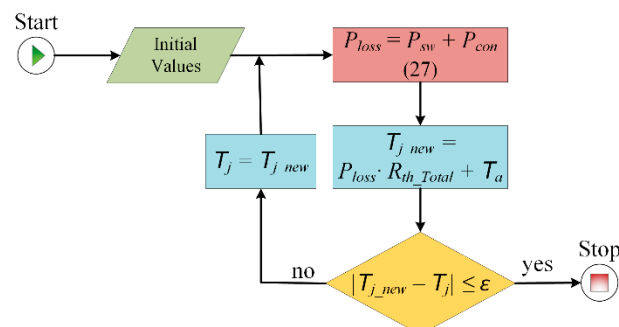 Start
Initial
Values
P_loss = P_sw + P_con
(27)
T_j new =
P_loss · R_th_Total + T_a
T_j = T_j new
|T_j_new − T_j| ≤ ε
no
yes
Stop